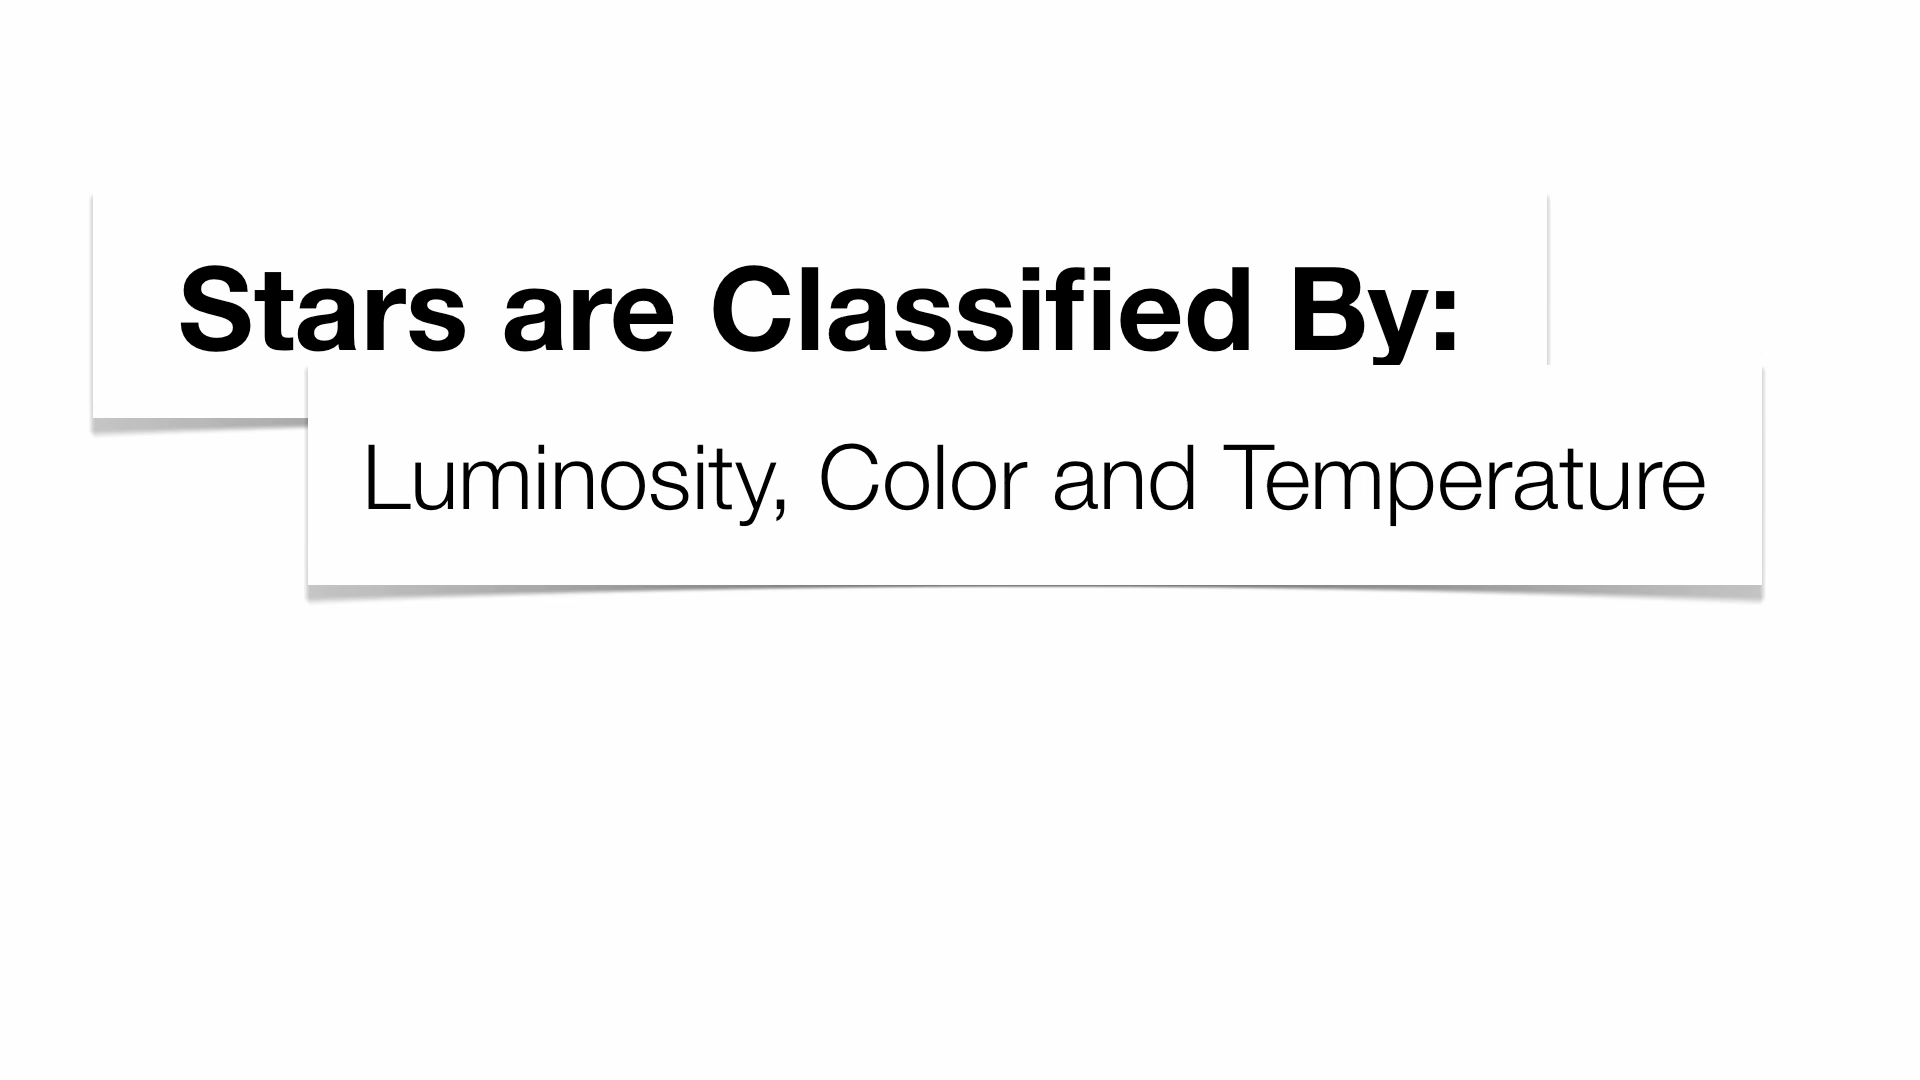 Stars are Classified By:
Luminosity, Color and Temperature